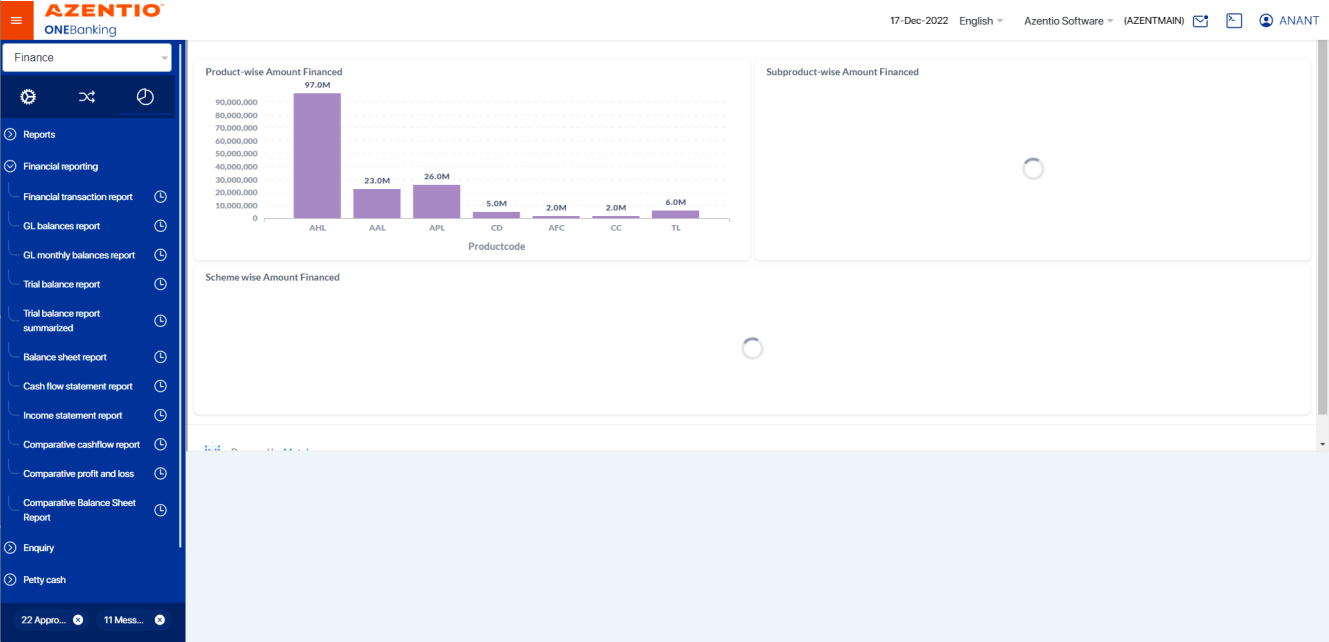 AZENTIO
ONEBanking
17-Dec-2022 English Azentio Software (AZENTMAIN) ANANT
Finance
Reports
Financial reporting
Financial transaction report
GL balances report
GL monthly balances report
Trial balance report
Trial balance report
summarized
Balance sheet report
Cash flow statement report
Income statement report
Comparative cashflow report
Comparative profit and loss
Comparative Balance Sheet
Report
Enquiry
Petty cash
22 Appro... 11 Mess...
Product-wise Amount Financed
97.0M
90,000,000
80,000,000
70,000,000
60,000,000
50,000,000
40,000,000
30,000,000
20,000,000
10,000,000
0
23.0M 26.0M 5.0M 2.0M 2.0M 6.0M
AHL AAL APL CD AFC CC TL
Productcode
Subproduct-wise Amount Financed
Scheme wise Amount Financed